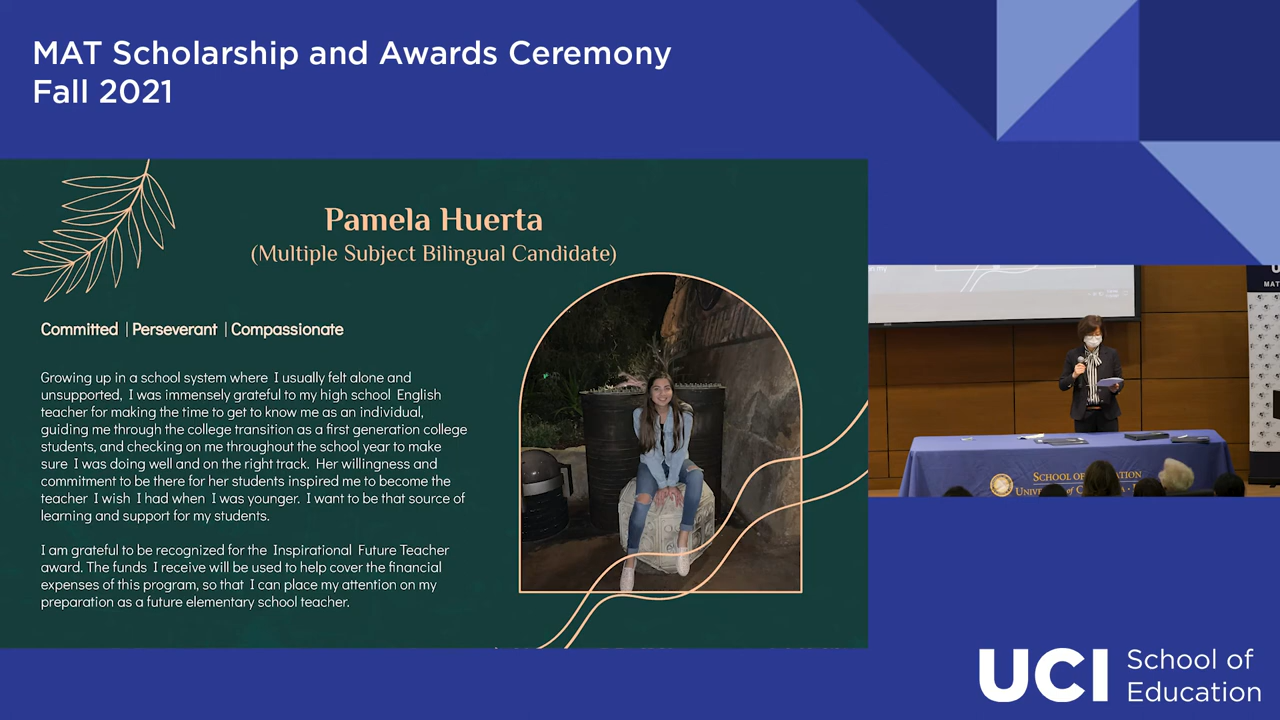 MAT Scholarship and Awards Ceremony
Fall 2021
Pamela Huerta
(Multiple Subject Bilingual Candidate)
Committed | Perseverant | Compassionate
Growing up in a school system where I usually felt alone and
unsupported, I was immensely grateful to my high school English
teacher for making the time to get to know me as an individual,
guiding me through the college transition as a first generation college
students, and checking on me throughout the school year to make
sure I was doing well and on the right track. Her willingness and
commitment to be there for her students inspired me to become the
teacher I wish I had when I was younger. I want to be that source of
learning and support for my students.
I am grateful to be recognized for the Inspirational Future Teacher
award. The funds I receive will be used to help cover the financial
expenses of this program, so that I can place my attention on my
preparation as a future elementary school teacher.
MAT
School of
UCI School of
Education